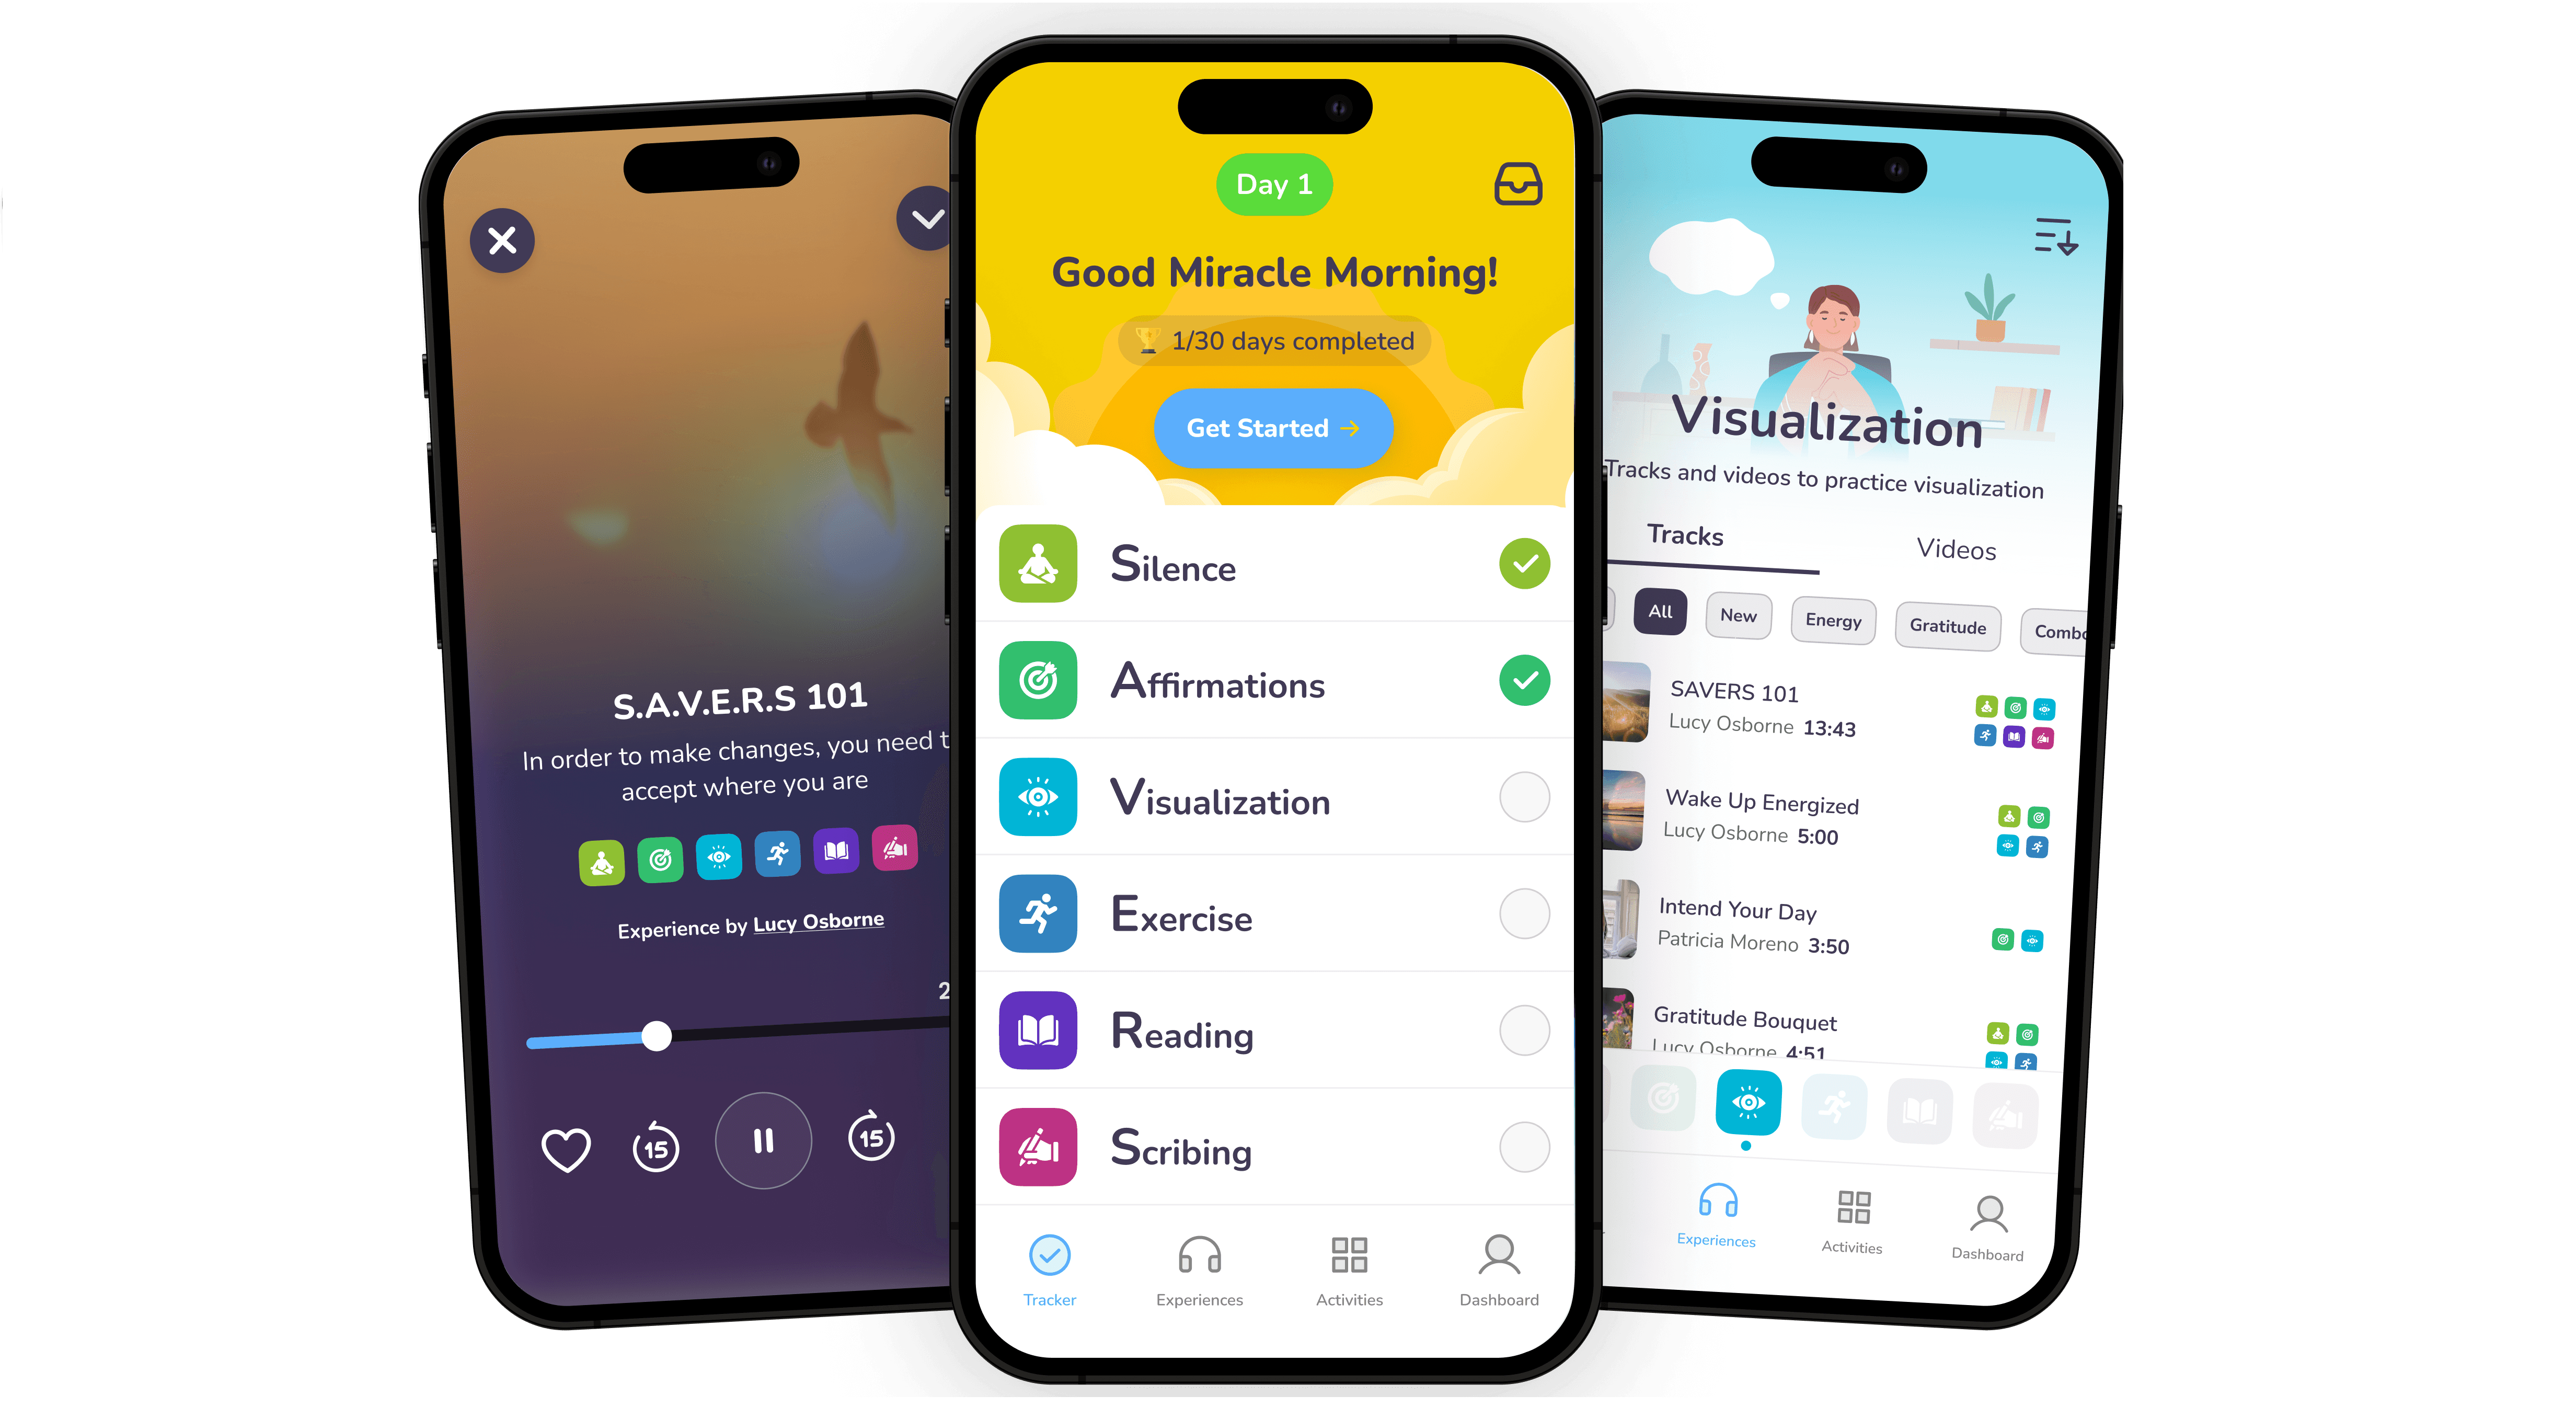 S.A.V.E.R.S 101
In order to make changes, you need
accept where you are
Experience by Lucy Osborne
15
15
Day 1
Good Miracle Morning!
1/30 days completed
Get Started →
Silence
Affirmations
Visualization
Exercise
Reading
Scribing
Tracker
Experiences
Activities
Dashboard
Visualization
Tracks and videos to practice visualization
Tracks
Videos
All
New
Energy
Gratitude
SAVERS 101
Lucy Osborne 13:43
Wake Up Energized
Lucy Osborne 5:00
Intend Your Day
Patricia Moreno 3:50
Gratitude Bouquet
Lucy Osborne 4:51
Experiences
Activities
Dashboard